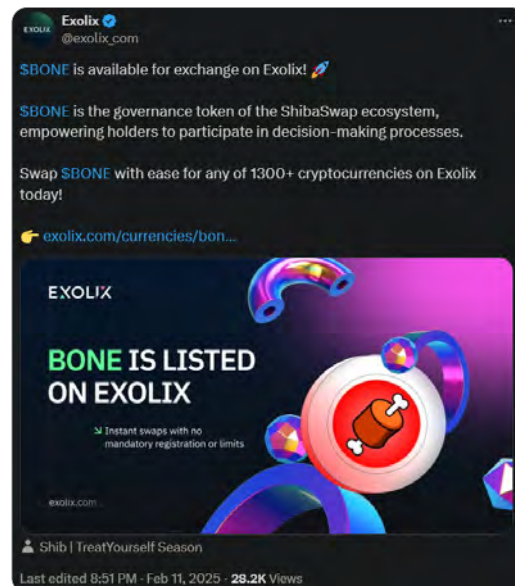 EXOLIX
Exolix
@exolix_com
$BONE is available for exchange on Exolix! 🚀
$BONE is the governance token of the ShibaSwap ecosystem,
empowering holders to participate in decision-making processes.
Swap $BONE with ease for any of 1300+ cryptocurrencies on Exolix
today!
👉 exolix.com/currencies/bon...
EXOLIX
BONE IS LISTED
ON EXOLIX
Instant swaps with no
mandatory registration or limits
exolix.com
Shib | TreatYourself Season
Last edited 8:51 PM · Feb 11, 2025 · 28.2K Views